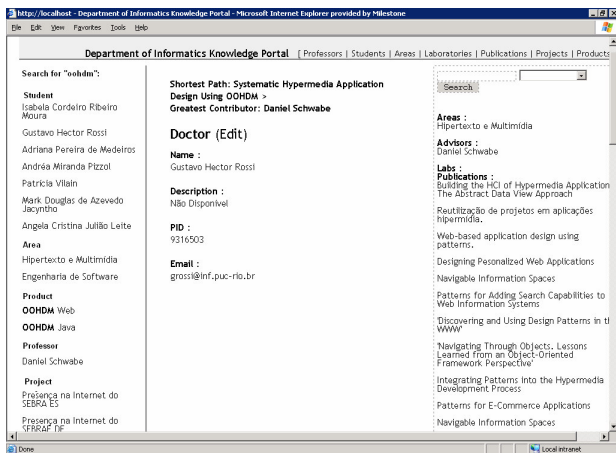 http://localhost - Department of Informatics Knowledge Portal - Microsoft Internet Explorer provided by Milestone
File Edit View Favorites Tools Help
Department of Informatics Knowledge Portal [ Professors | Students | Areas | Laboratories | Publications | Projects | Products
Search for "oohdm":
Student
Isabela Cordeiro Ribeiro
Moura
Gustavo Hector Rossi
Adriana Pereira de Medeiros
Andréa Miranda Pizzol
Patrícia Vilain
Mark Douglas de Azevedo
Jacyntho
Angela Cristina Julião Leite
Area
Hipertexto e Multimídia
Engenharia de Software
Product
OOHDM Web
OOHDM Java
Professor
Daniel Schwabe
Project
Presença na Internet do
SEBRA ES
Presença na Internet do
SEBRAE DF
Shortest Path: Systematic Hypermedia Application
Design Using OOHDM >
Greatest Contributor: Daniel Schwabe
Doctor (Edit)
Name :
Gustavo Hector Rossi
Description :
Não Disponivel
PID :
9316503
Email :
grossi@inf.puc-rio.br
Search
Areas :
Hipertexto e Multimídia
Advisors :
Daniel Schwabe
Labs :
Publications :
Building the HCI of Hypermedia Application
The Abstract Data View Approach
Reutilização de projetos em aplicações
hipermídia.
Web-based application design using
patterns.
Designing Pesonalized Web Applications
Navigable Information Spaces
Patterns for Adding Search Capabilities to
Web Information Systems
'Discovering and Using Design Patterns in th
WWW'
'Navigating Through Objects. Lessons
Learned from an Object-Oriented
Framework Perspective'
Integrating Patterns into the Hypermedia
Development Process
Patterns for E-Commerce Applications
Navigable Information Spaces
Done
Local intranet